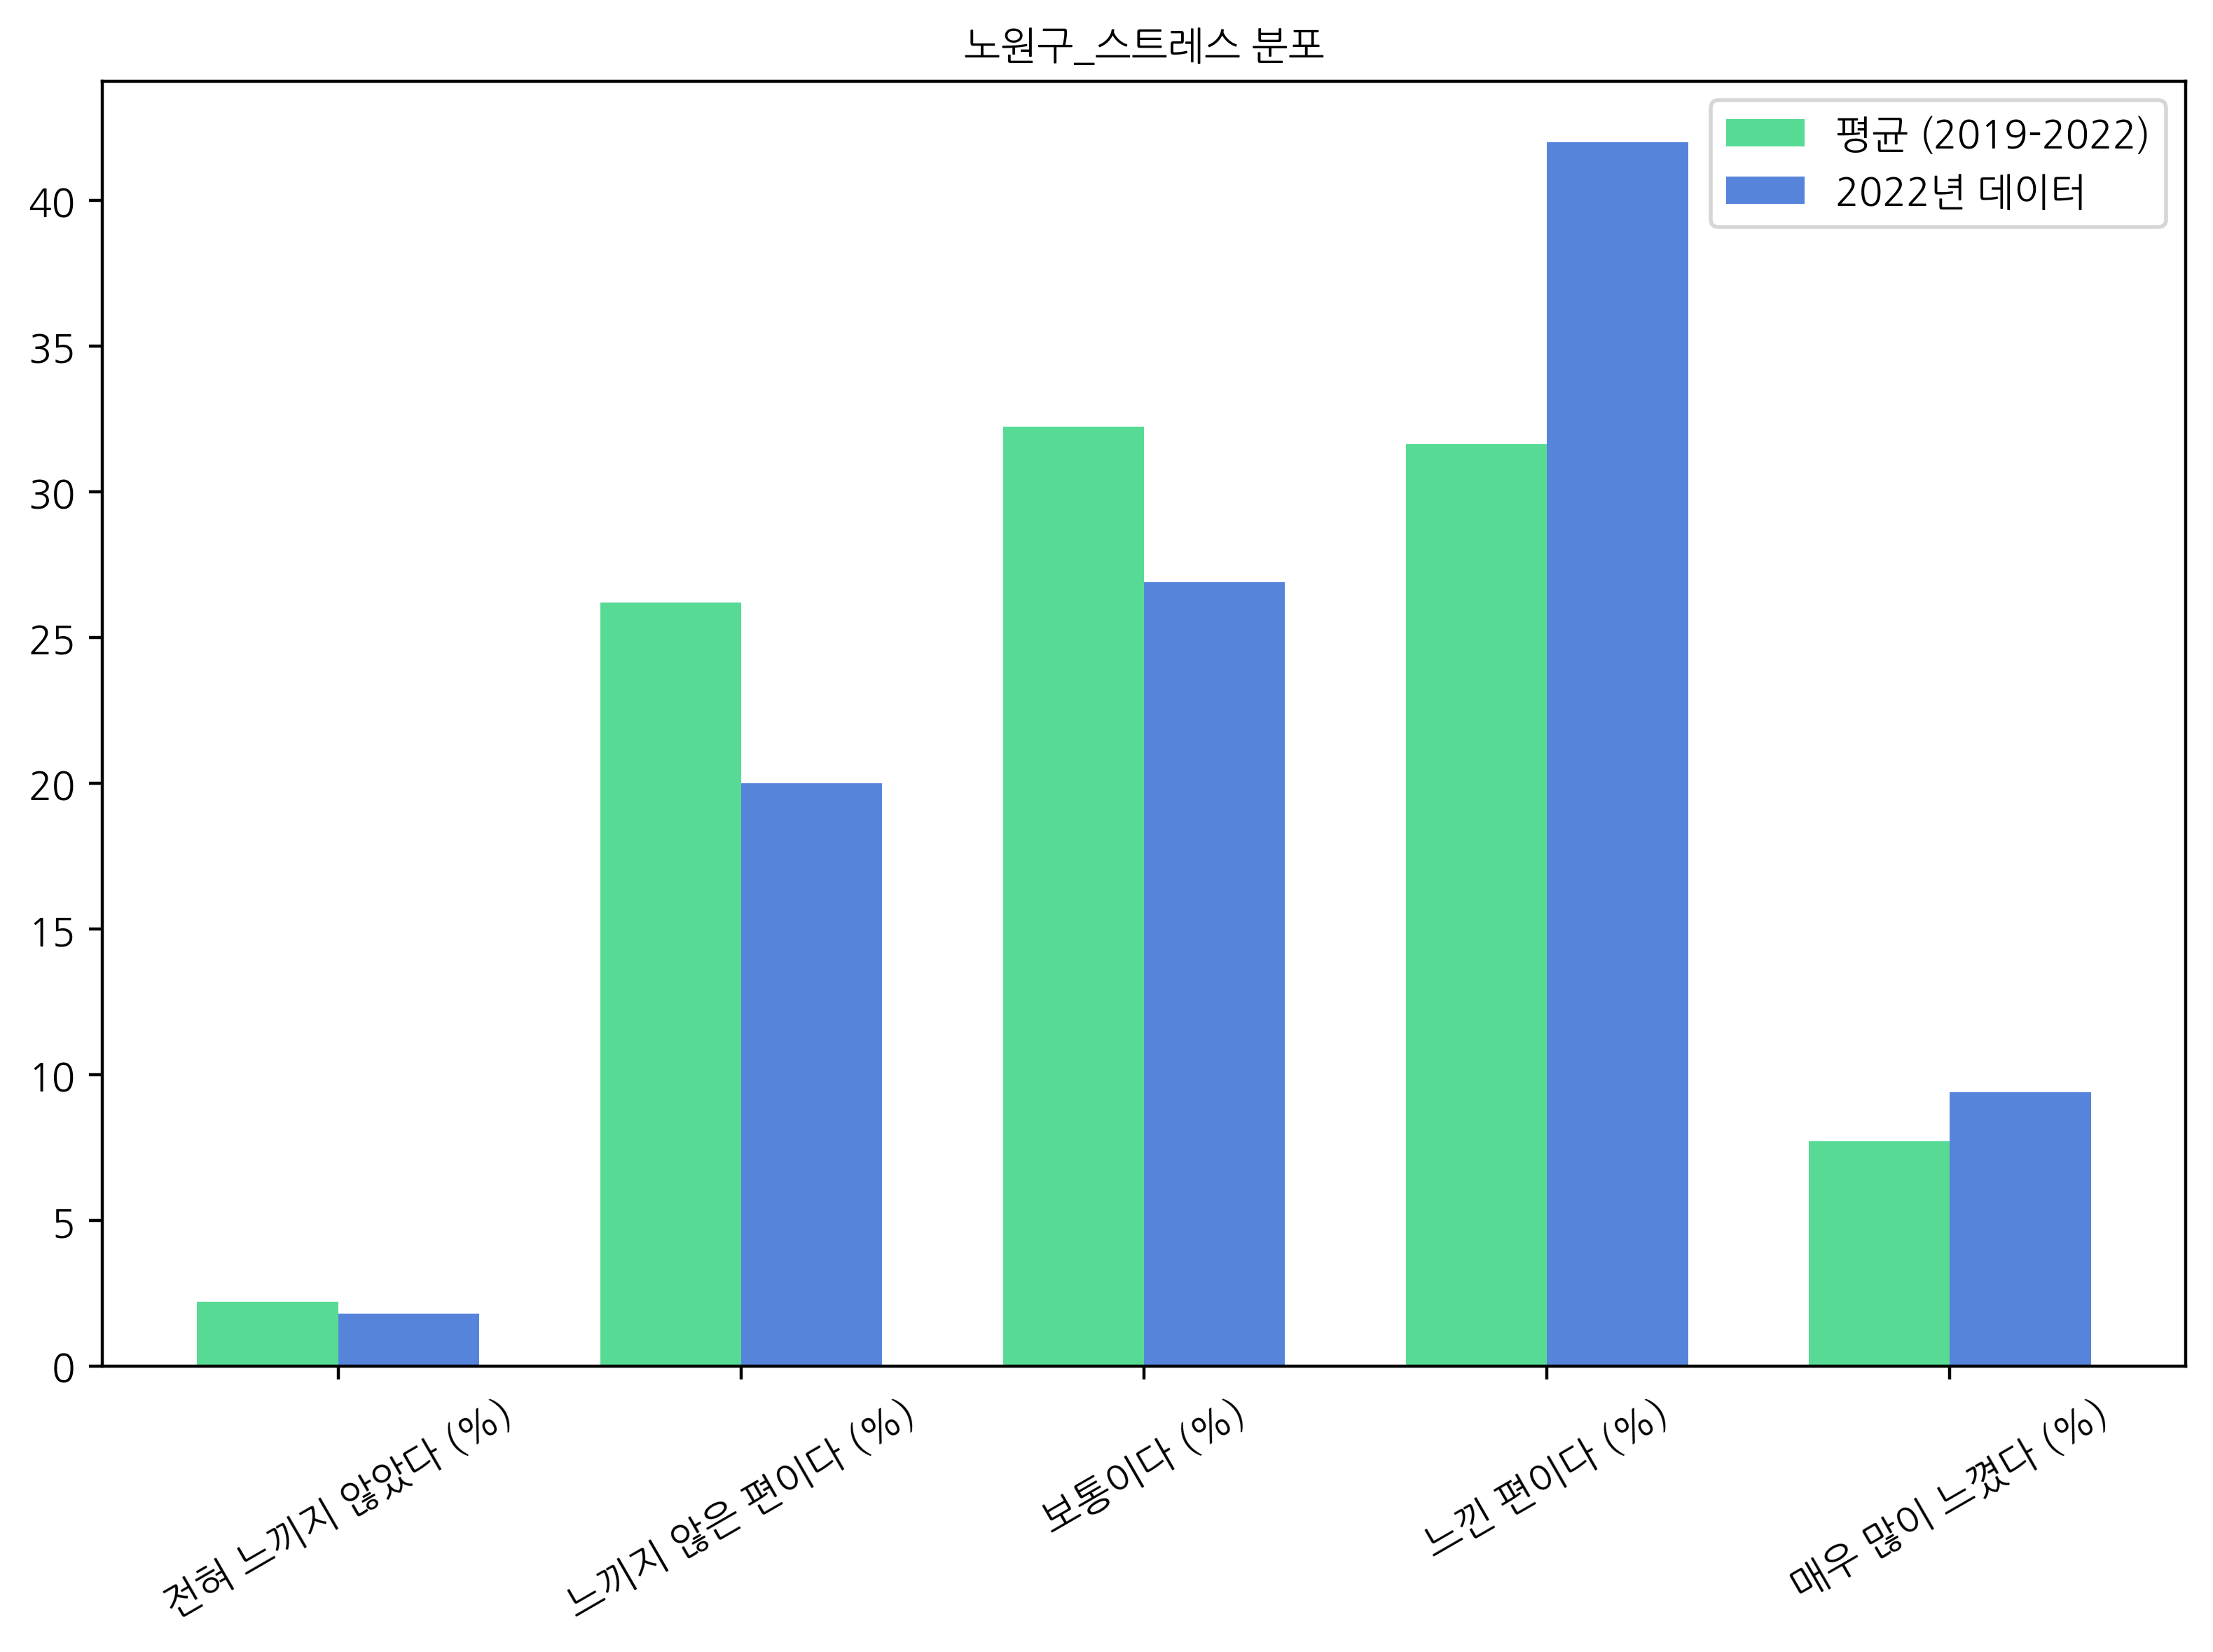 노원구_스트레스 분포
평균 (2019-2022)
2022년 데이터
40
35
30
25
20
15
10
5
0
전혀 느끼지 않았다 (%)
느끼지 않은 편이다 (%)
보통이다 (%)
느낀 편이다 (%)
매우 많이 느꼈다 (%)